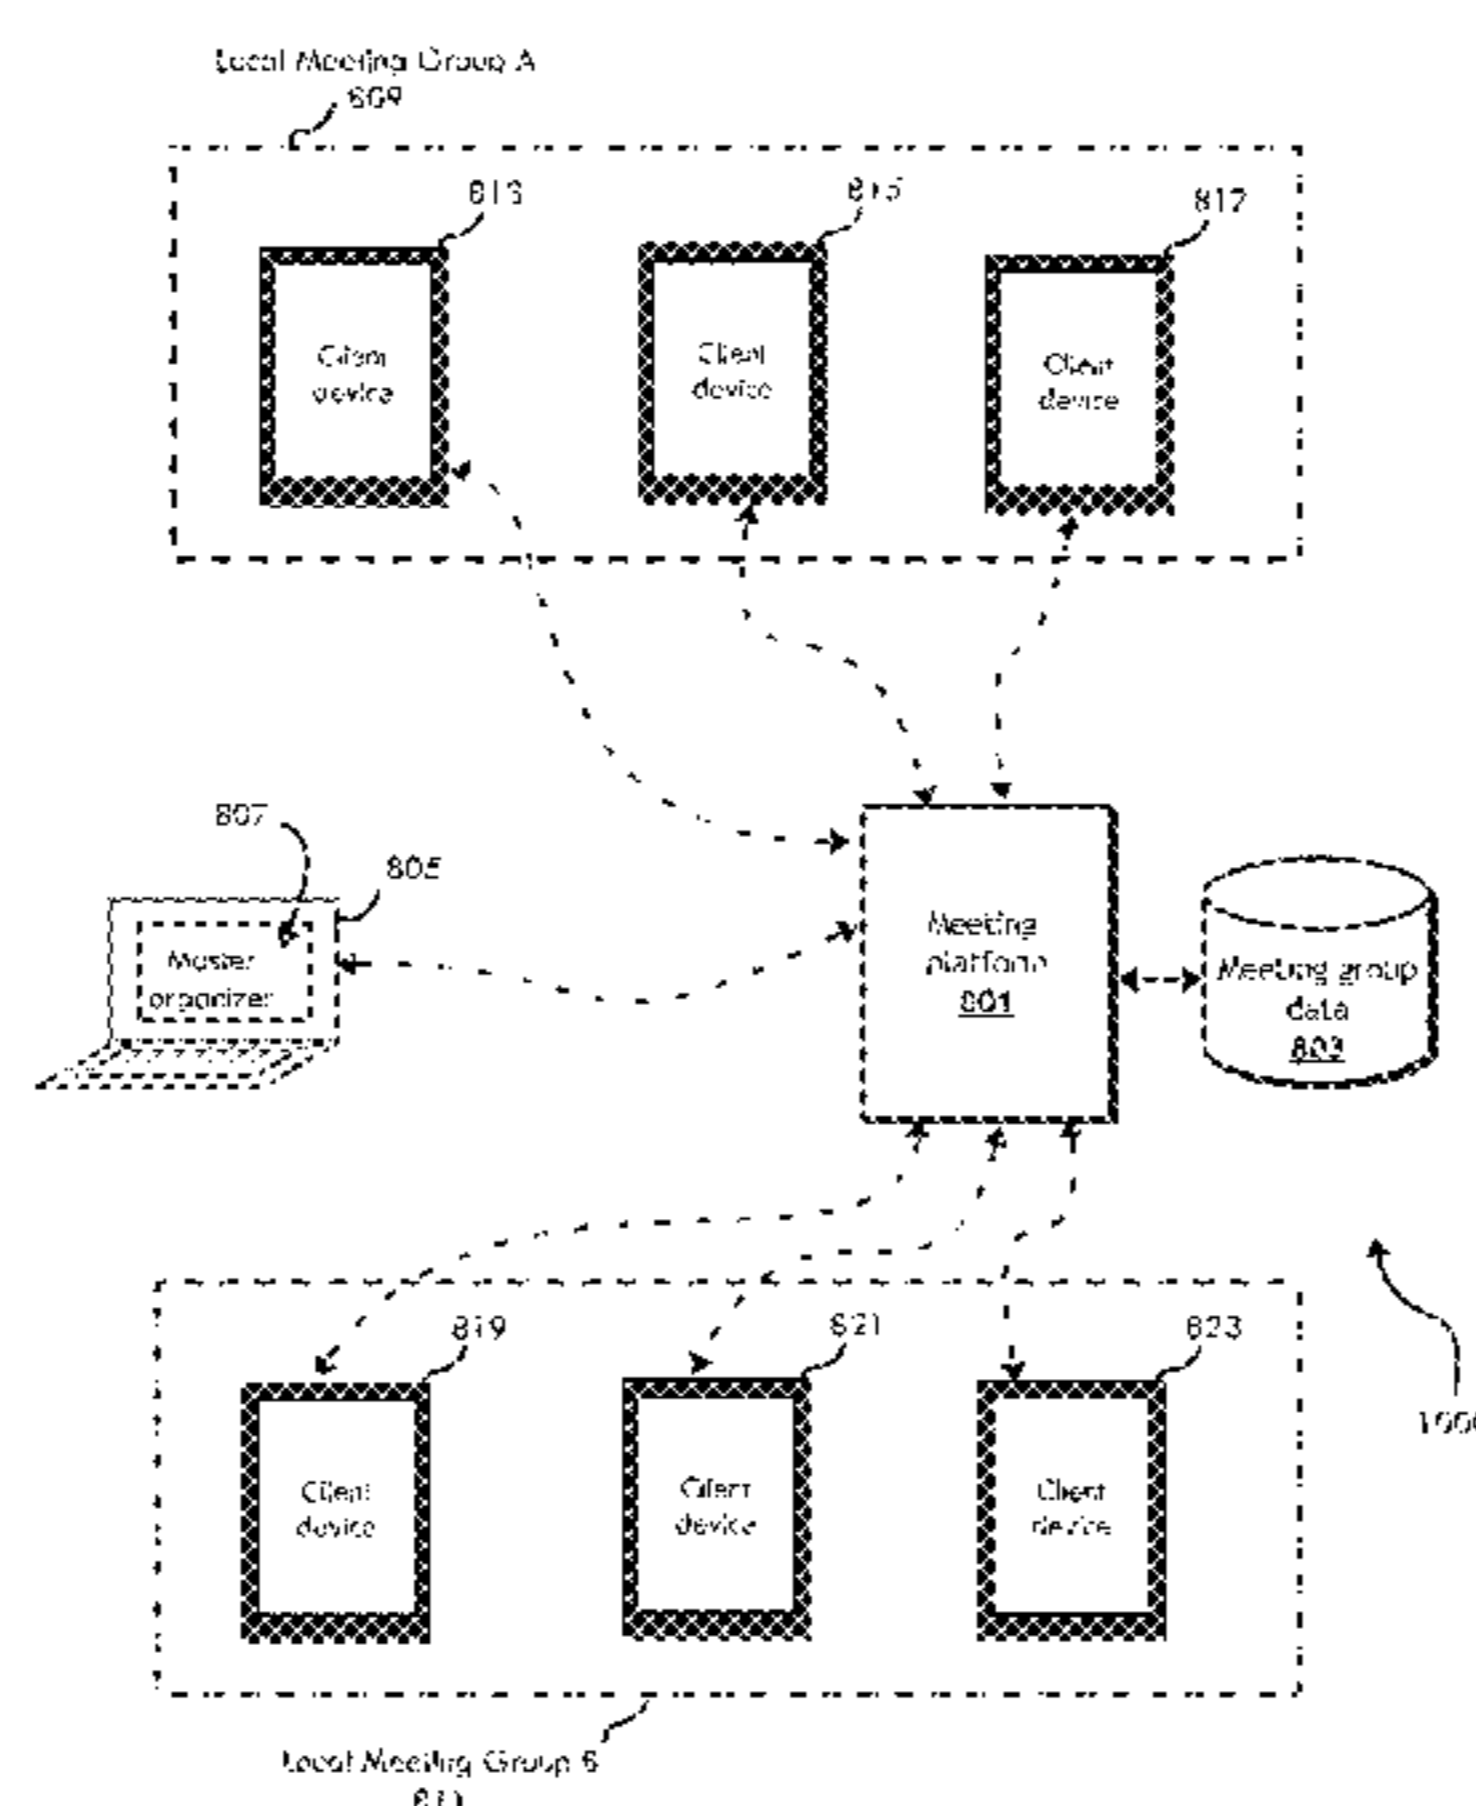 Local Meeting Group A
809
813
815
817
Client
device
Client
device
Client
device
807
805
Master
organizer
Meeting
platform
801
Meeting group
data
803
819
821
823
Client
device
Client
device
Client
device
Local Meeting Group B
811